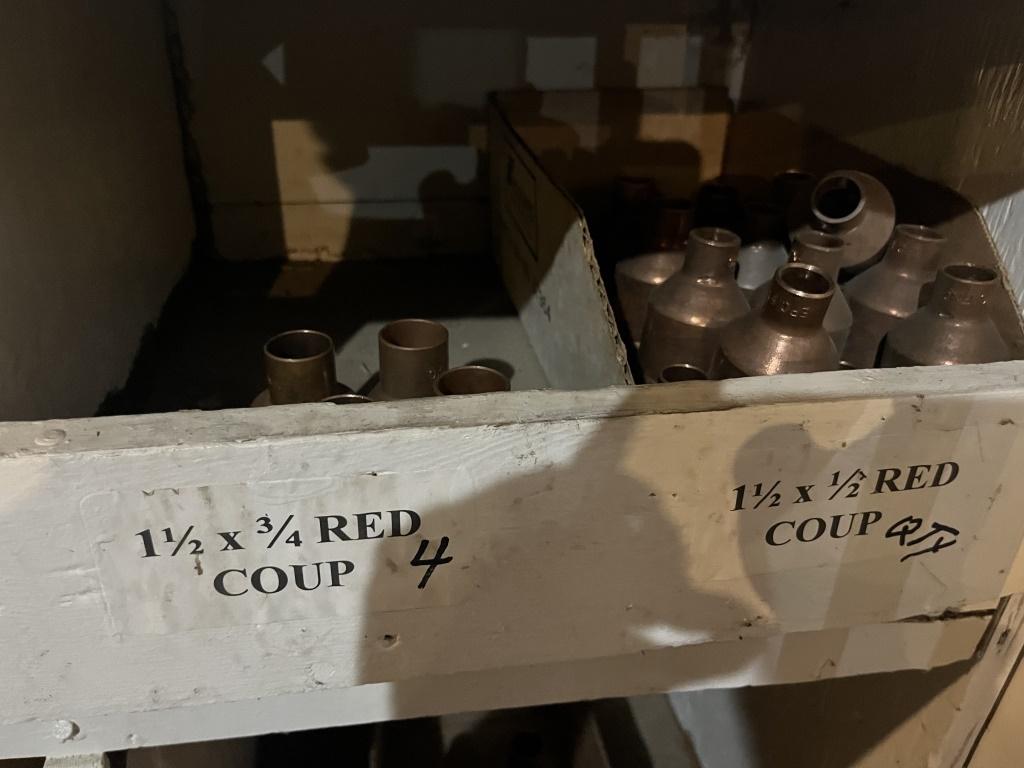 1½ x ¾ RED
COUP 4
1½ x ½ RED
COUP